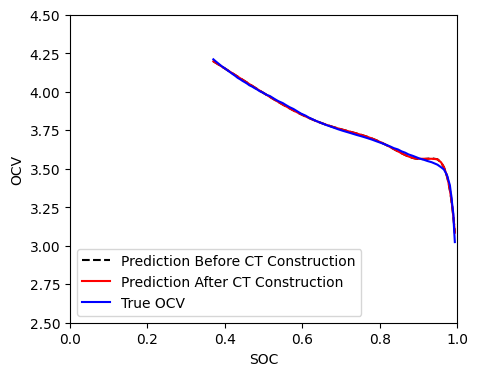 4.50
4.25
4.00
3.75
3.50
3.25
3.00
2.75
2.50
OCV
Prediction Before CT Construction
Prediction After CT Construction
True OCV
0.0 0.2 0.4 0.6 0.8 1.0
SOC